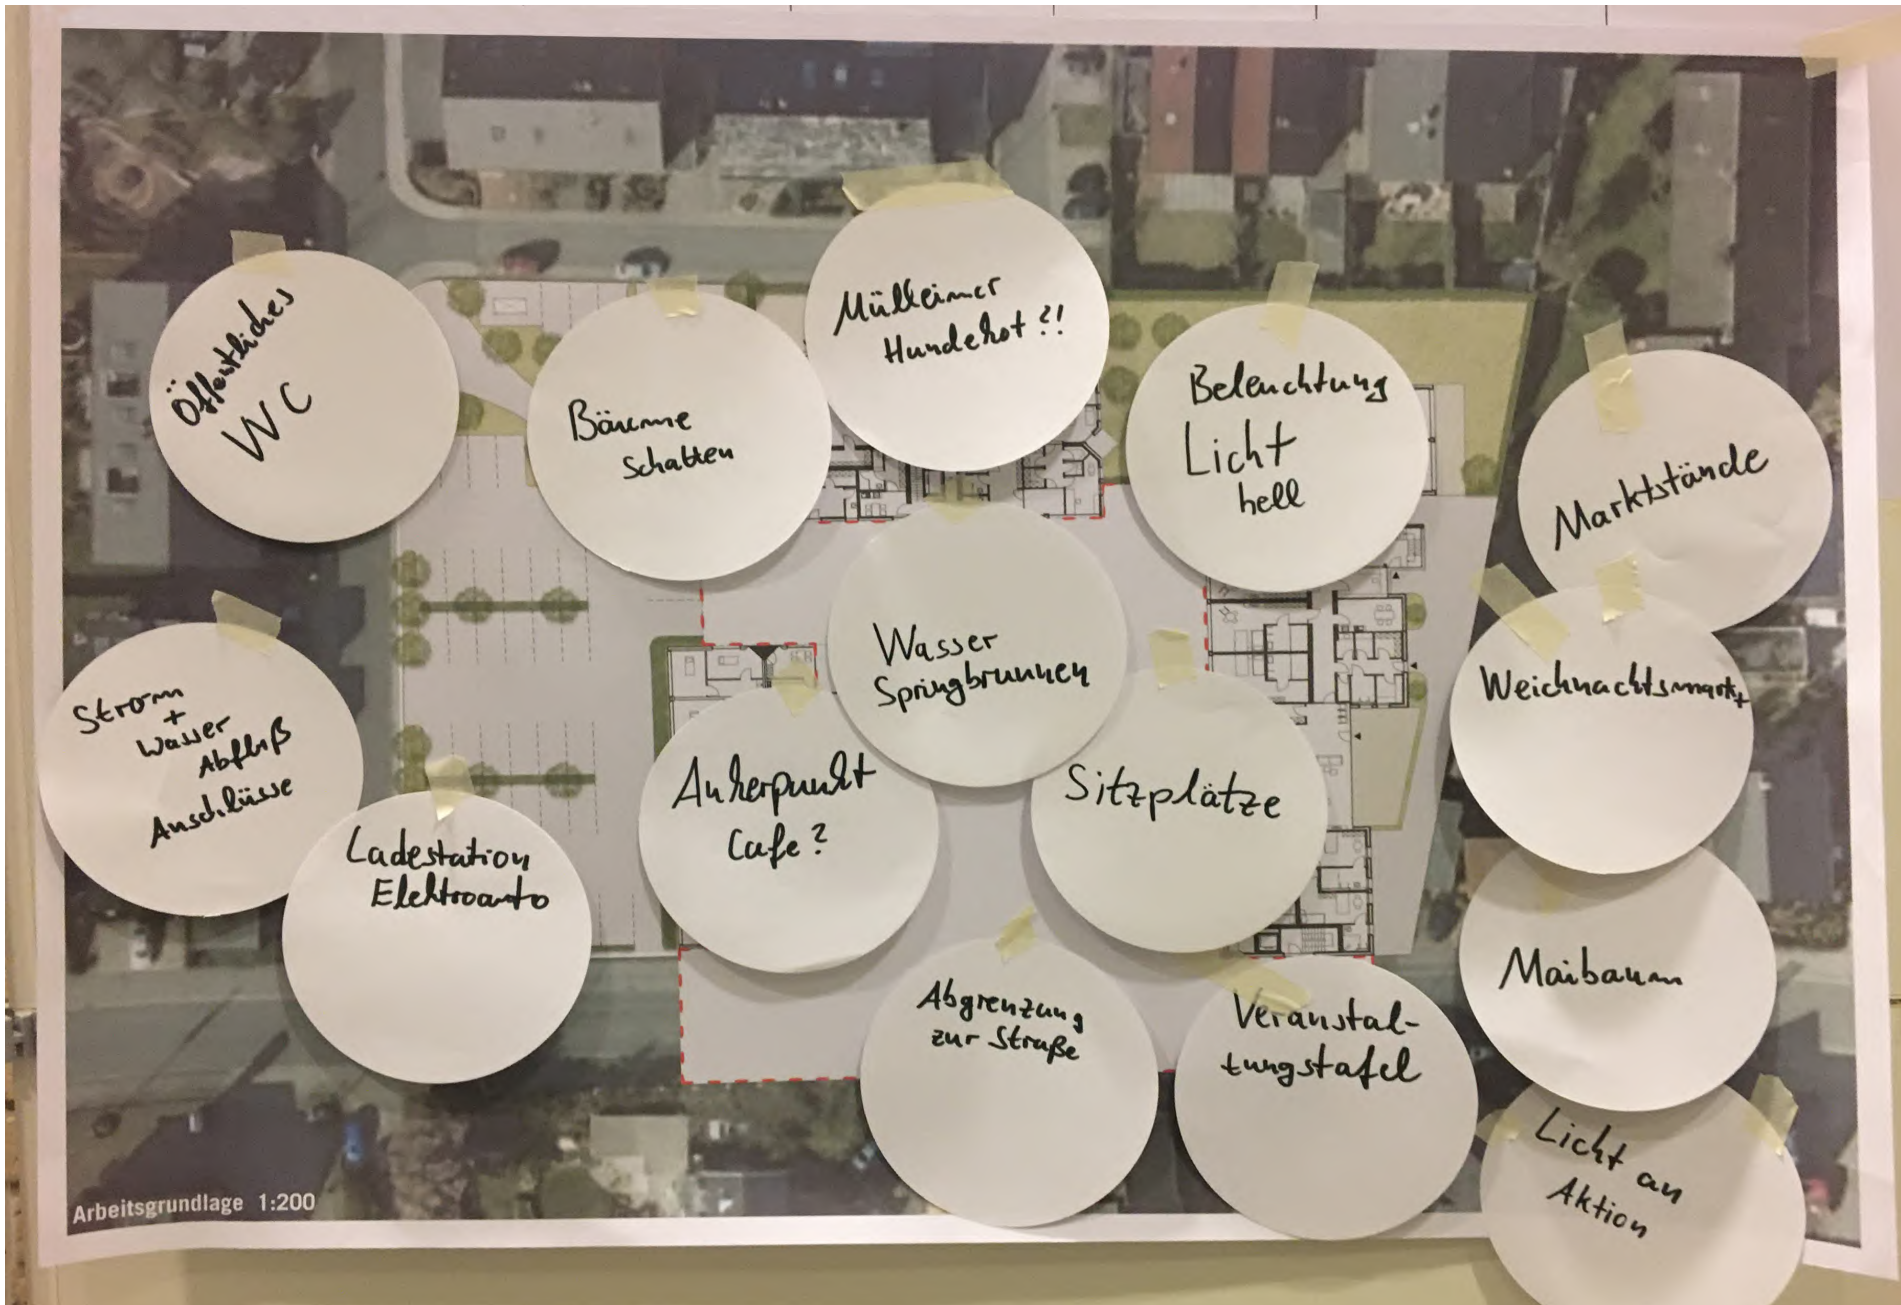 Mülleimer
Hundekot?!
Öffentliches
WC
Bäume
Schatten
Beleuchtung
Licht
hell
Marktstände
Wasser
Springbrunnen
Weichnachtsmarkt
Strom
+
Wasser
Abfluß
Anschlüsse
Ladestation
Elektroauto
Ankerpunkt
Cafe?
Sitzplätze
Maibaum
Abgrenzung
zur Straße
Veranstal-
tungstafel
Licht an
Aktion
Arbeitsgrundlage 1:200